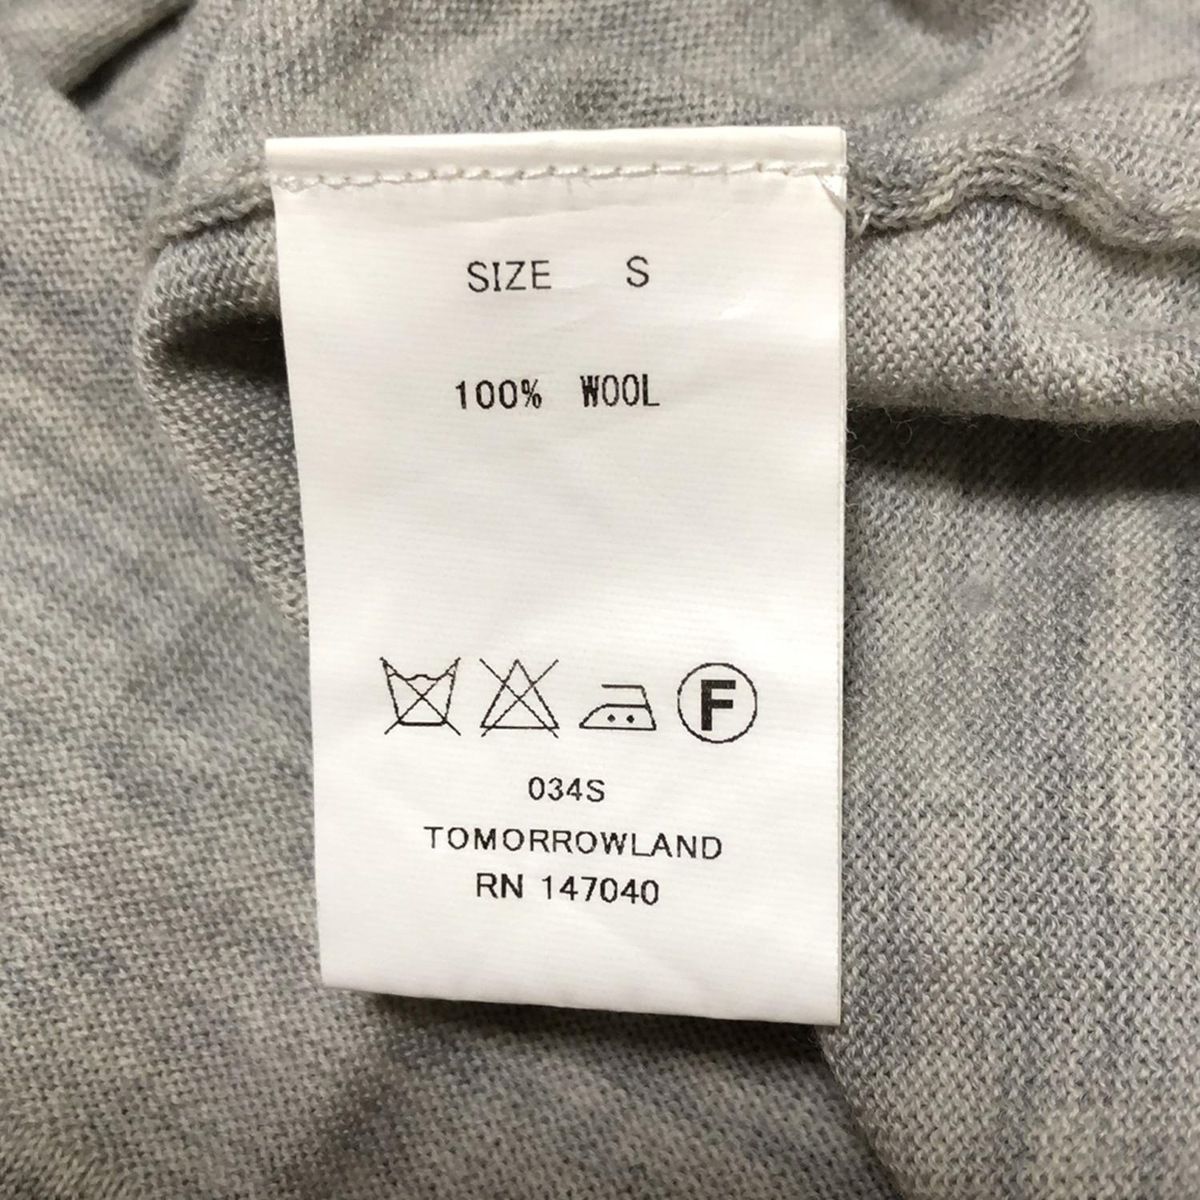 SIZE S
100% WOOL
F
034S
TOMORROWLAND
RN 147040